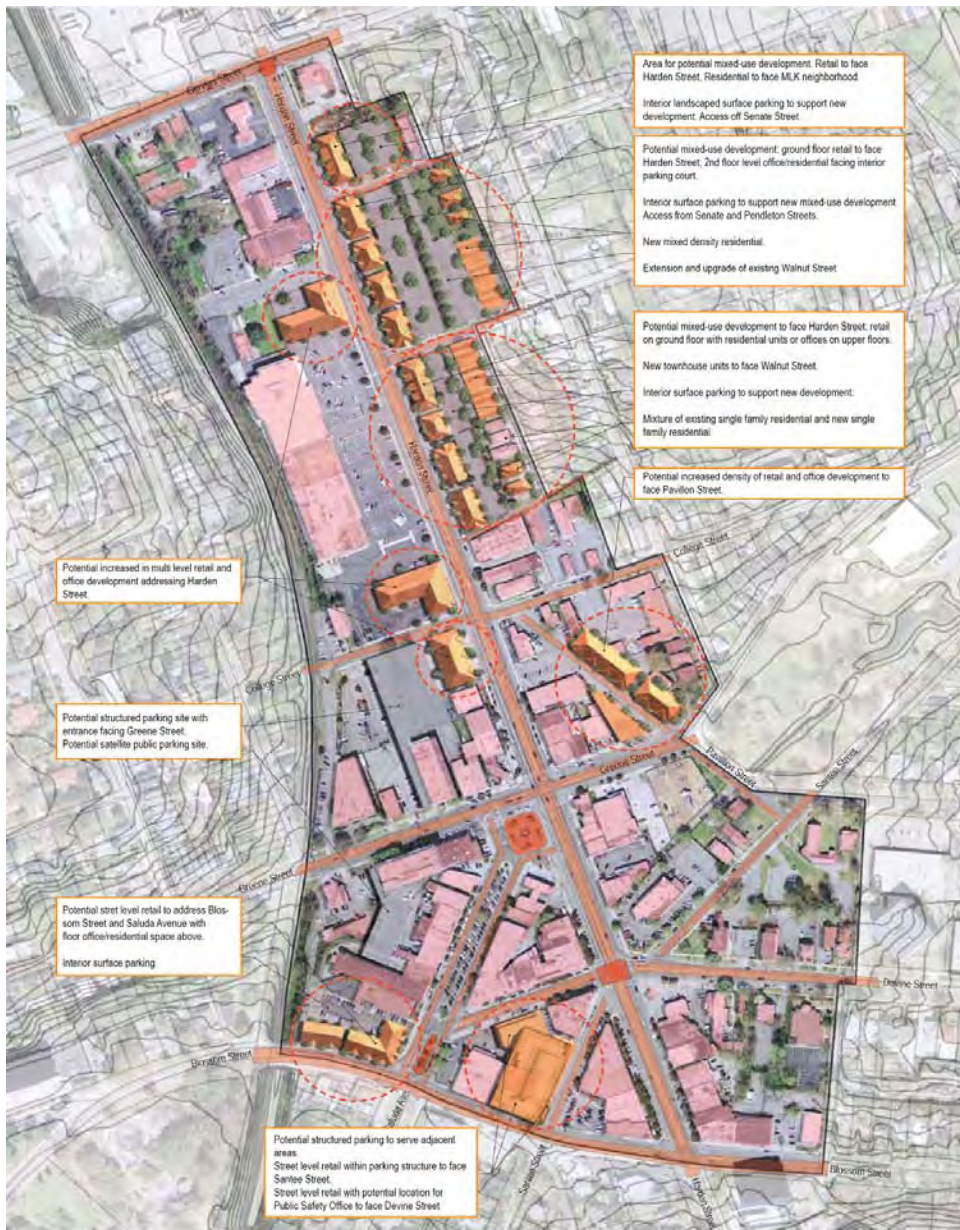 Gervais Street
Harden Street
Area for potential mixed-use development. Retail to face
Harden Street, Residential to face MLK neighborhood
Interior landscaped surface parking to support new
development. Access off Senate Street
Potential mixed-use development: ground floor retail to face
Harden Street; 2nd floor level office/residential facing interior
parking court.
Interior surface parking to support new mixed-use development
Access from Senate and Pendleton Streets.
New mixed density residential.
Extension and upgrade of existing Walnut Street
Potential mixed-use development to face Harden Street: retail
on ground floor with residential units or offices on upper floors.
New townhouse units to face Walnut Street.
Interior surface parking to support new development.
Mixture of existing single family residential and new single
family residential
Harden Street
Potential increased density of retail and office development to
face Pavillon Street.
College Street
Potential increased in multi level retail and
office development addressing Harden
Street.
College Street
Potential structured parking site with
entrance facing Greene Street.
Potential satellite public parking site.
Greene Street
Pavillon Street
Santee Street
Greene Street
Potential stret level retail to address Blos-
som Street and Saluda Avenue with
floor office/residential space above.
Interior surface parking
Devine Street
Blossom Street
Saluda
Santee Street
Harden Street
Blossom Street
Potential structured parking to serve adjacent
areas.
Street level retail within parking structure to face
Santee Street.
Street level retail with potential location for
Public Safety Office to face Devine Street